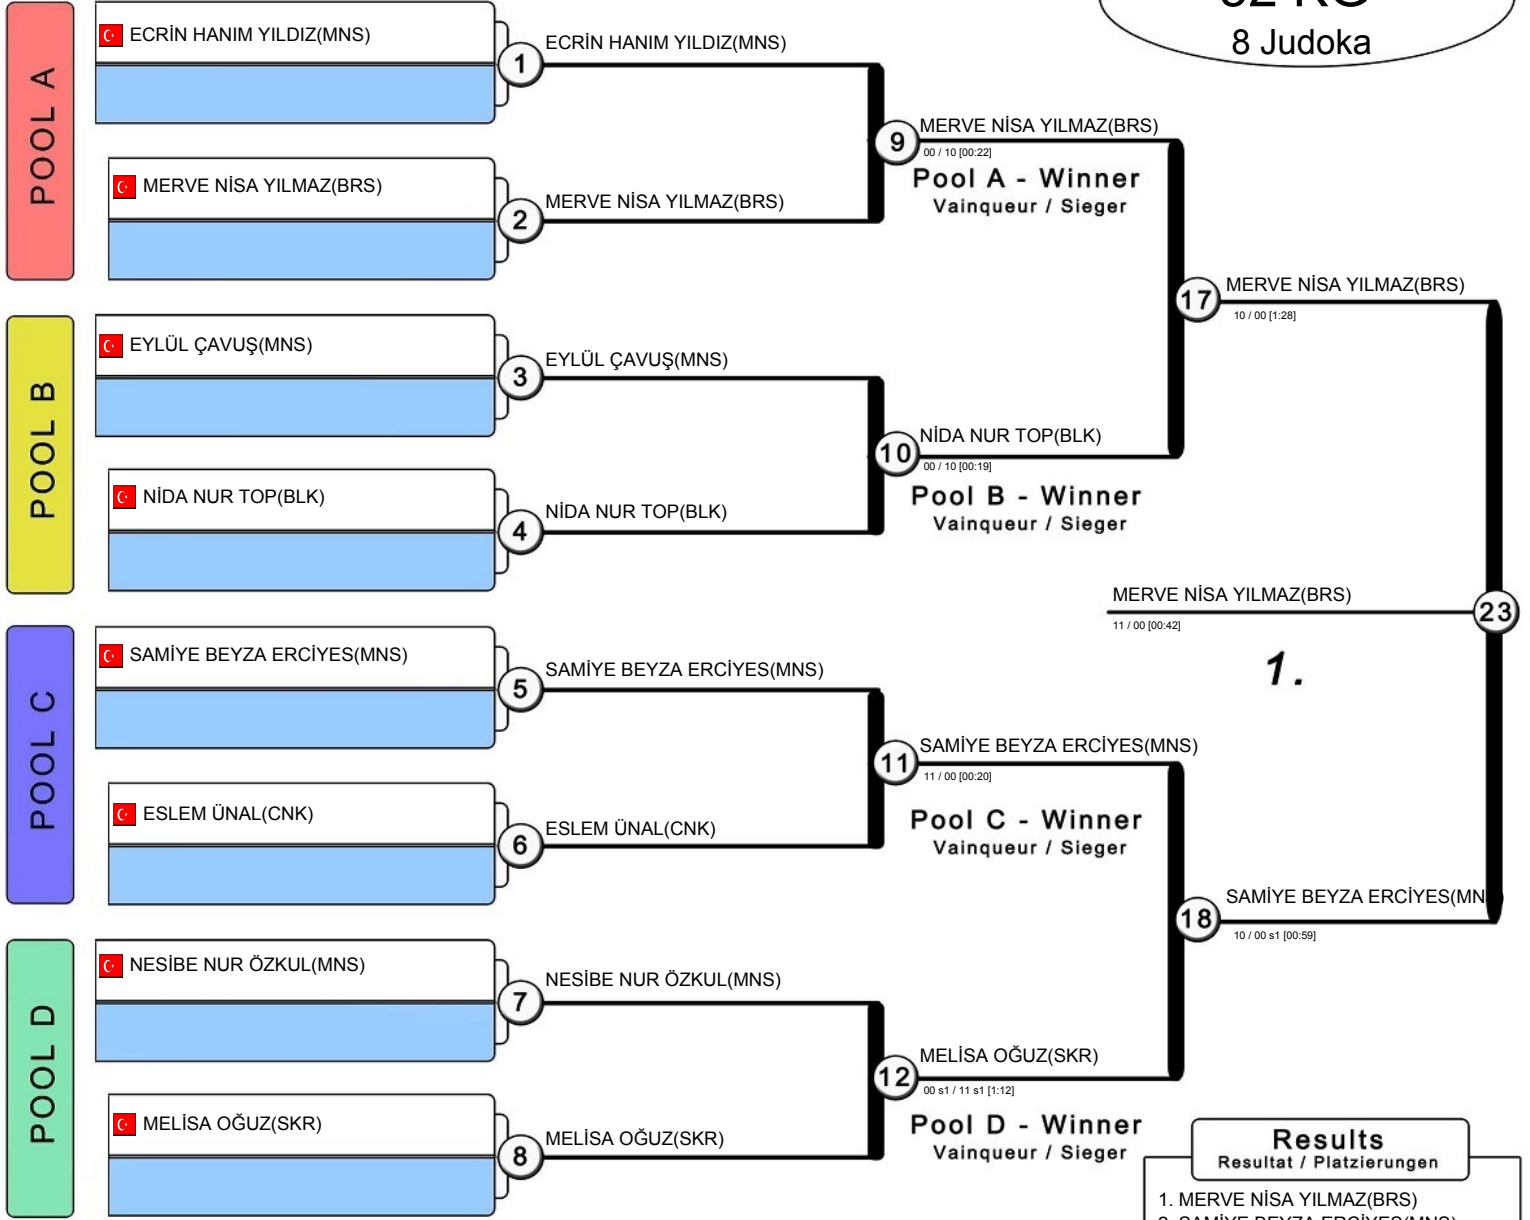 8 Judoka
POOL A
ECRİN HANIM YILDIZ(MNS)
1
ECRİN HANIM YILDIZ(MNS)
MERVE NİSA YILMAZ(BRS)
2
MERVE NİSA YILMAZ(BRS)
9
MERVE NİSA YILMAZ(BRS)
00 / 10 [00:22]
Pool A - Winner
Vainqueur / Sieger
POOL B
EYLÜL ÇAVUŞ(MNS)
3
EYLÜL ÇAVUŞ(MNS)
NİDA NUR TOP(BLK)
4
NİDA NUR TOP(BLK)
10
NİDA NUR TOP(BLK)
00 / 10 [00:19]
Pool B - Winner
Vainqueur / Sieger
17
MERVE NİSA YILMAZ(BRS)
10 / 00 [1:28]
MERVE NİSA YILMAZ(BRS)
23
11 / 00 [00:42]
1.
POOL C
SAMİYE BEYZA ERCİYES(MNS)
5
SAMİYE BEYZA ERCİYES(MNS)
ESLEM ÜNAL(CNK)
6
ESLEM ÜNAL(CNK)
11
SAMİYE BEYZA ERCİYES(MNS)
11 / 00 [00:20]
Pool C - Winner
Vainqueur / Sieger
18
SAMİYE BEYZA ERCİYES(MN
10 / 00 s1 [00:59]
POOL D
NESİBE NUR ÖZKUL(MNS)
7
NESİBE NUR ÖZKUL(MNS)
MELİSA OĞUZ(SKR)
8
MELİSA OĞUZ(SKR)
12
MELİSA OĞUZ(SKR)
00 s1 / 11 s1 [1:12]
Pool D - Winner
Vainqueur / Sieger
Results
Resultat / Platzierungen
1. MERVE NİSA YILMAZ(BRS)
2. SAMİYE BEYZA ERCİYES(MNS)